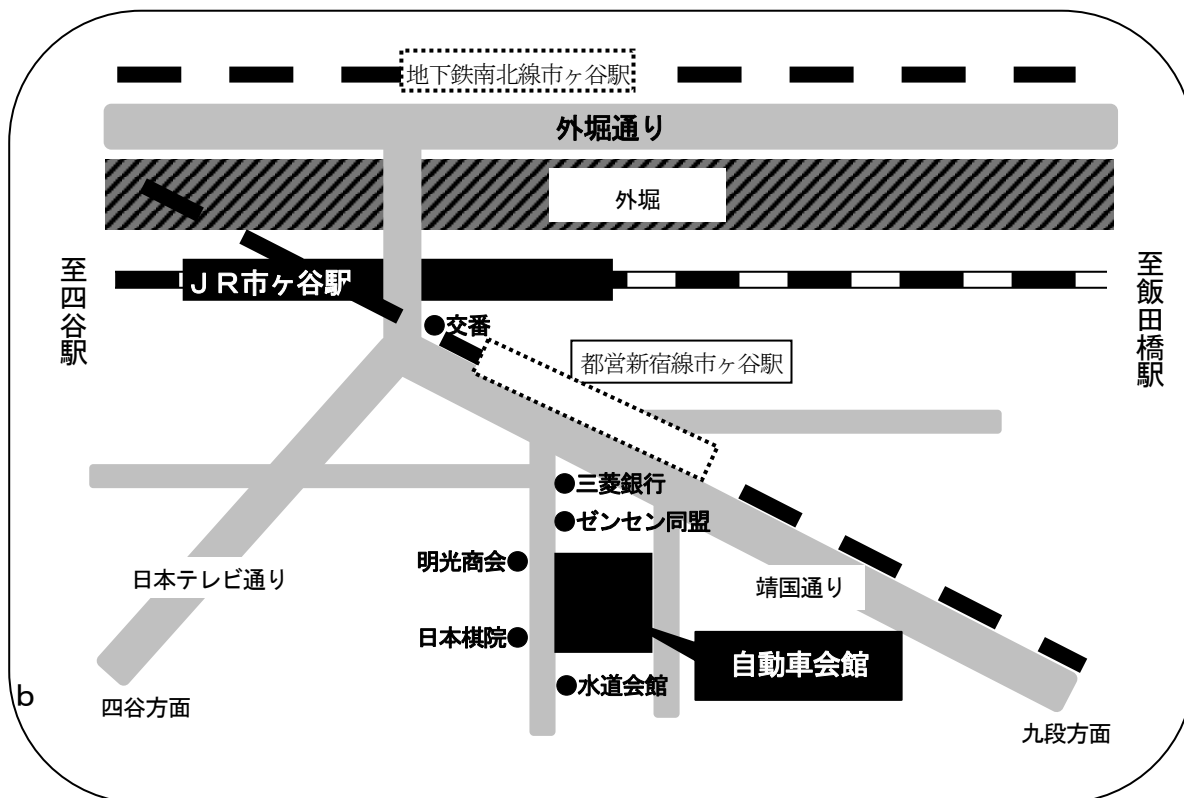 地下鉄南北線市ヶ谷駅
外堀通り
外堀
至四谷駅
ＪＲ市ヶ谷駅
至飯田橋駅
●交番
都営新宿線市ヶ谷駅
●三菱銀行
●ゼンセン同盟
明光商会●
日本テレビ通り
靖国通り
日本棋院●
自動車会館
●水道会館
b
四谷方面
九段方面